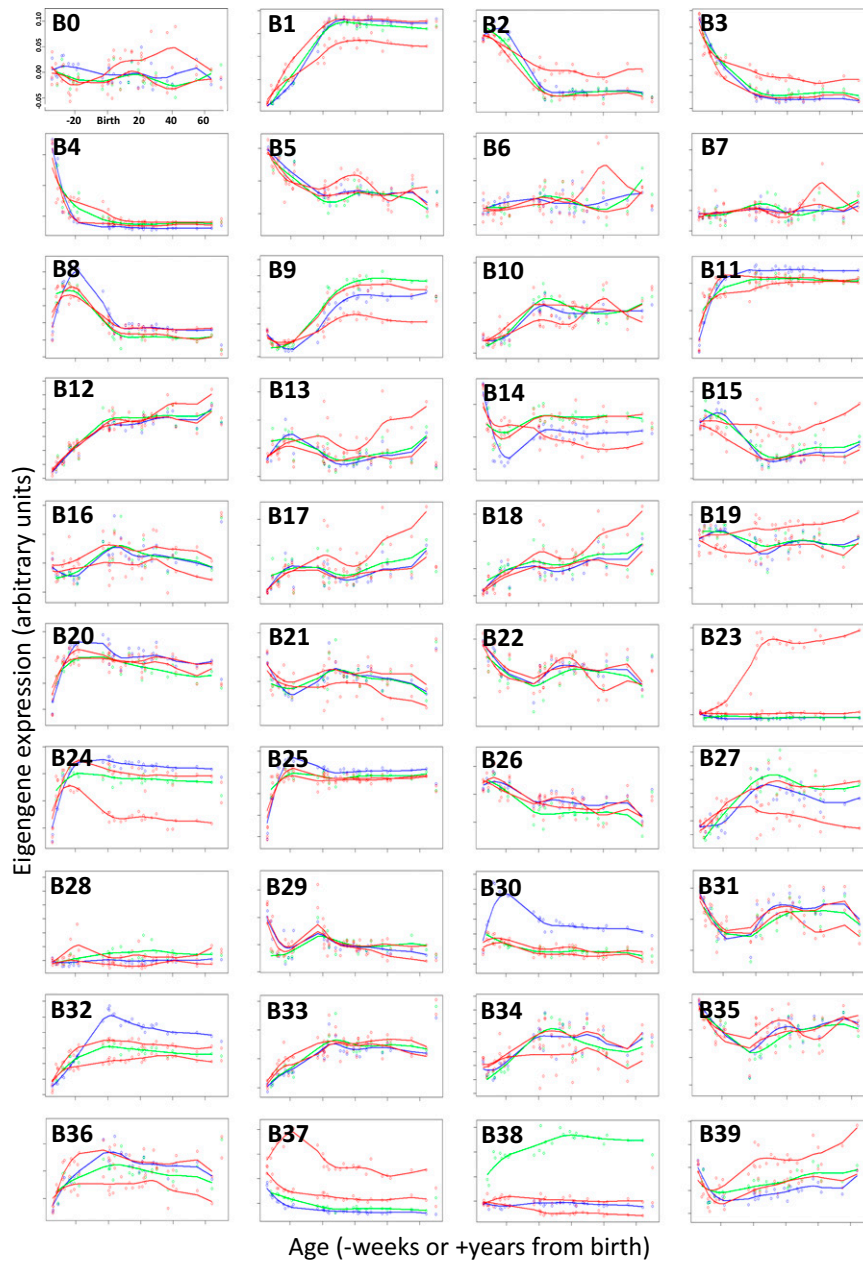 B0 B1 B2 B3
0.10
0.05
0.00
-0.05
-20 Birth 20 40 60
B4 B5 B6 B7
B8 B9 B10 B11
B12 B13 B14 B15
B16 B17 B18 B19
B20 B21 B22 B23
B24 B25 B26 B27
B28 B29 B30 B31
B32 B33 B34 B35
B36 B37 B38 B39
Eigengene expression (arbitrary units)
Age (-weeks or +years from birth)